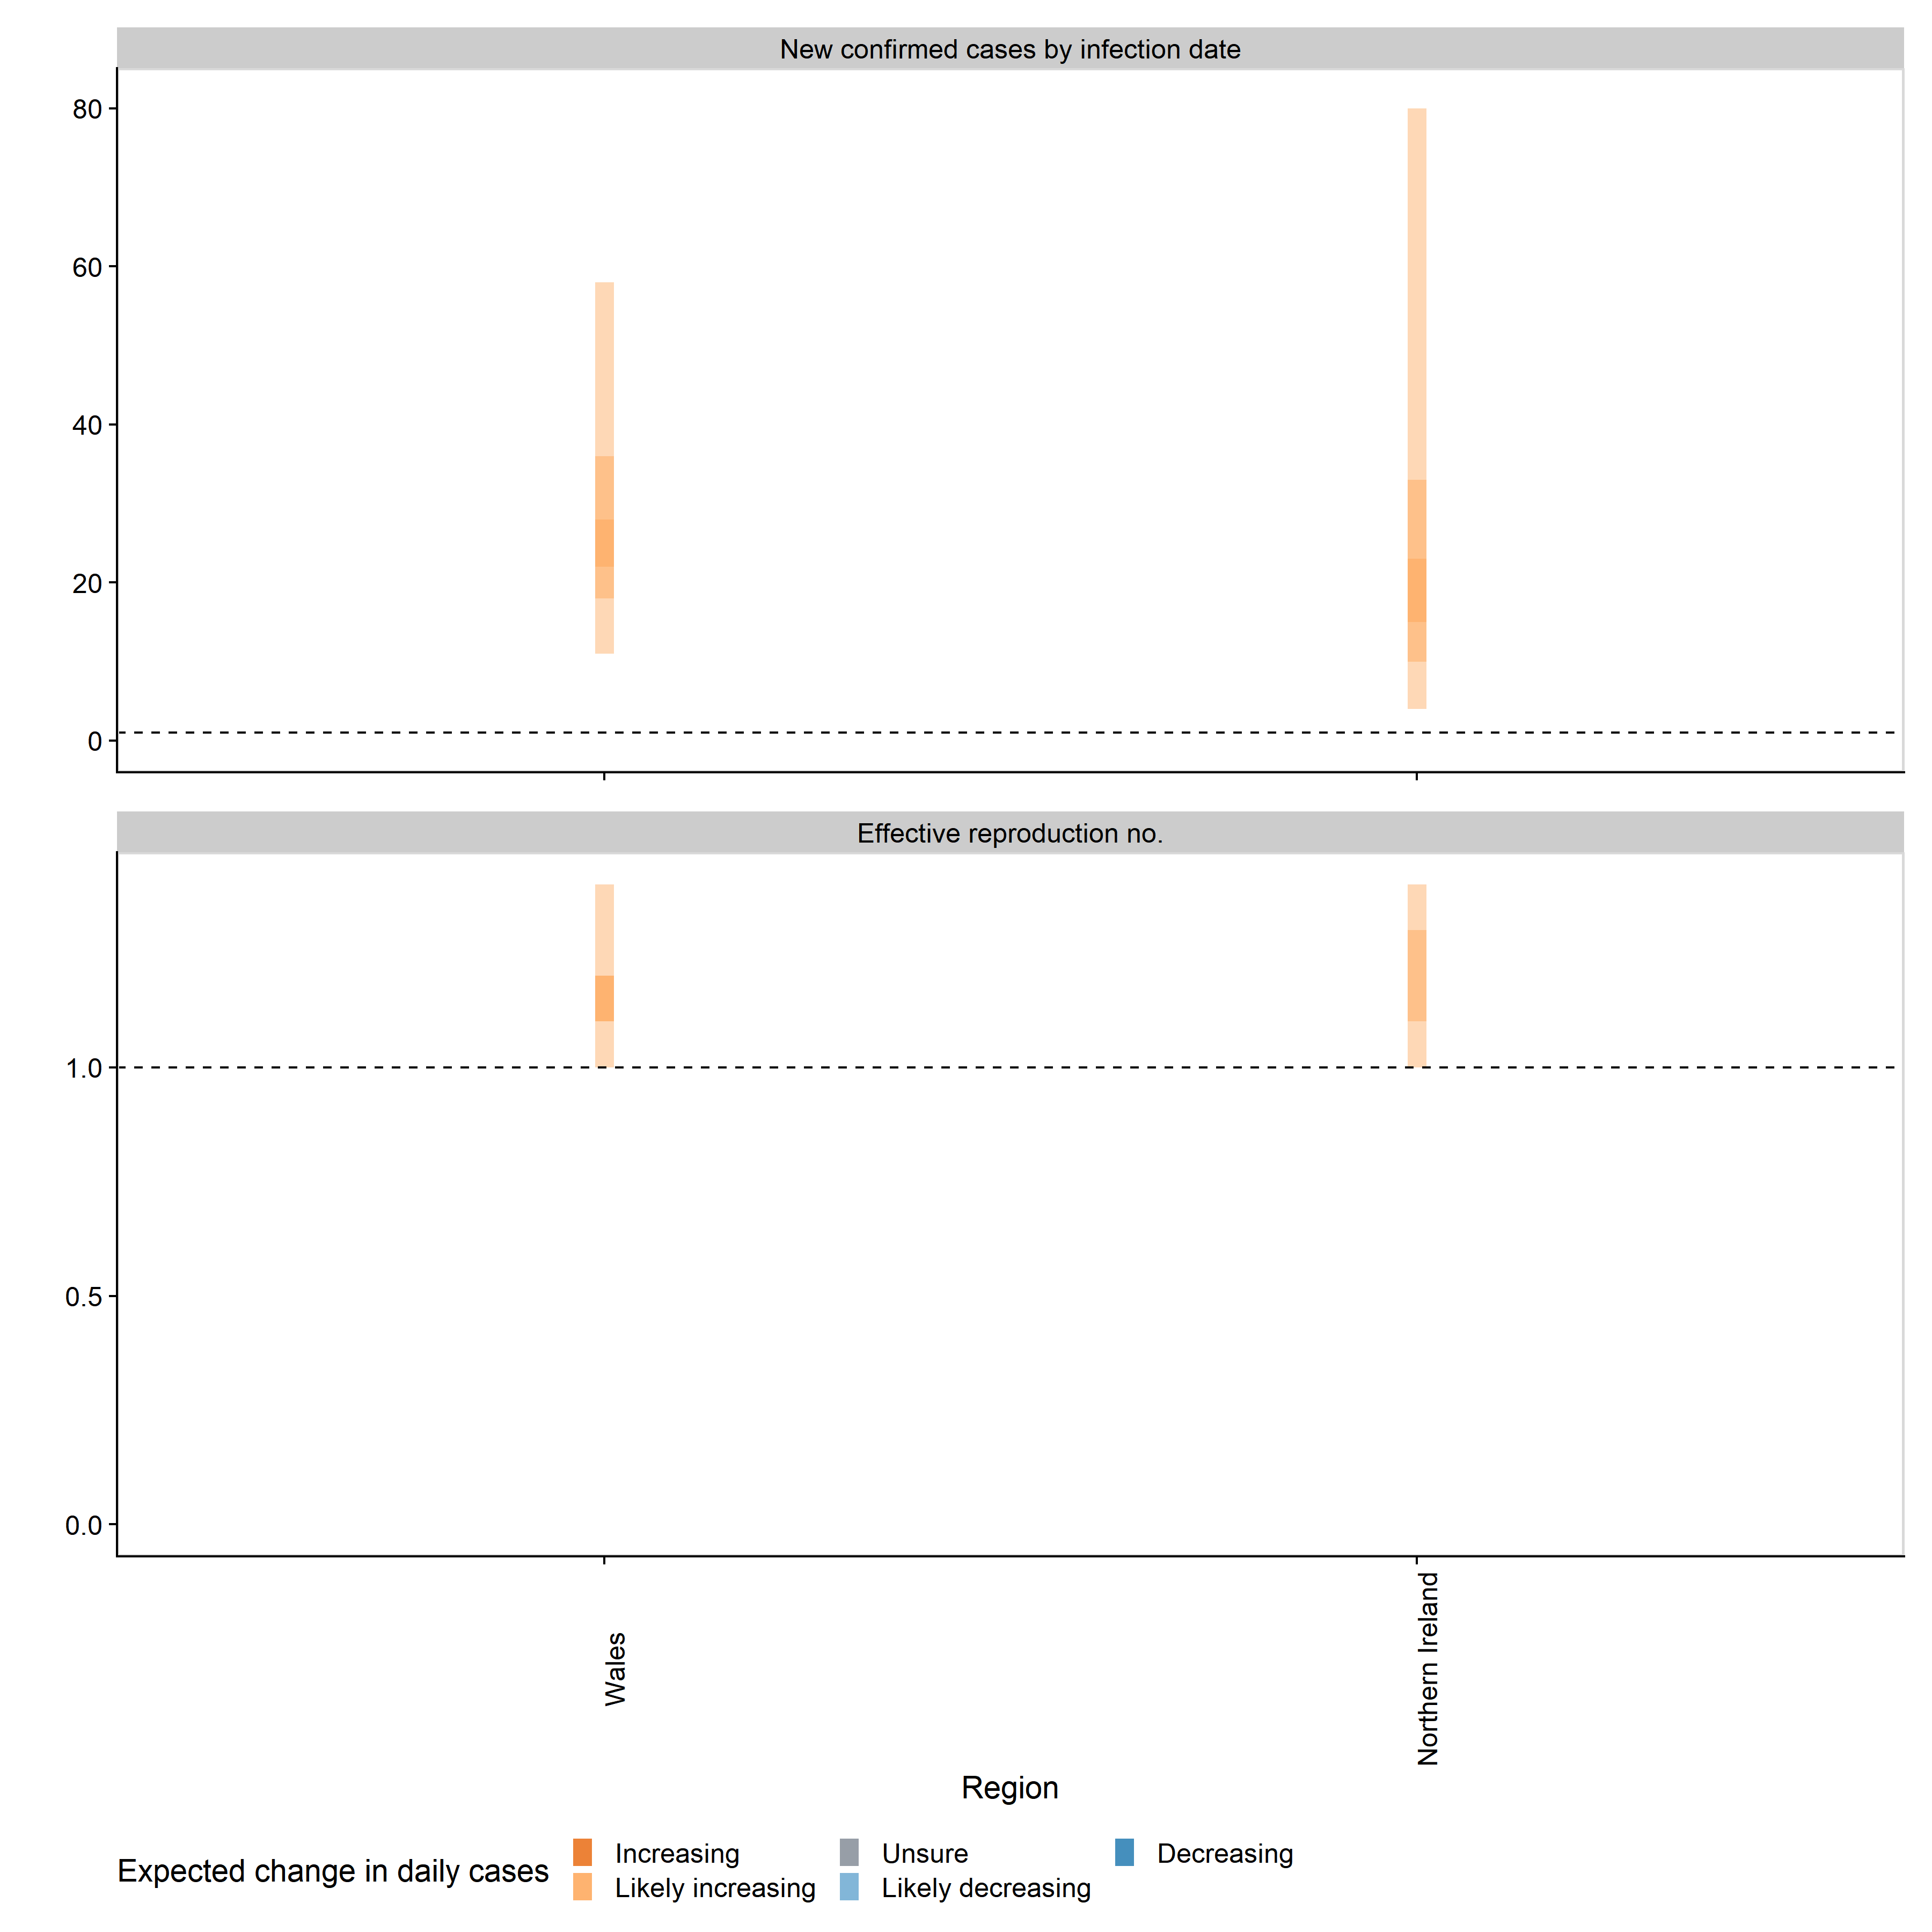 New confirmed cases by infection date
80
60
40
20
0
Effective reproduction no.
1.0
0.5
0.0
Wales
Northern Ireland
Region
Expected change in daily cases
Increasing
Unsure
Decreasing
Likely increasing
Likely decreasing